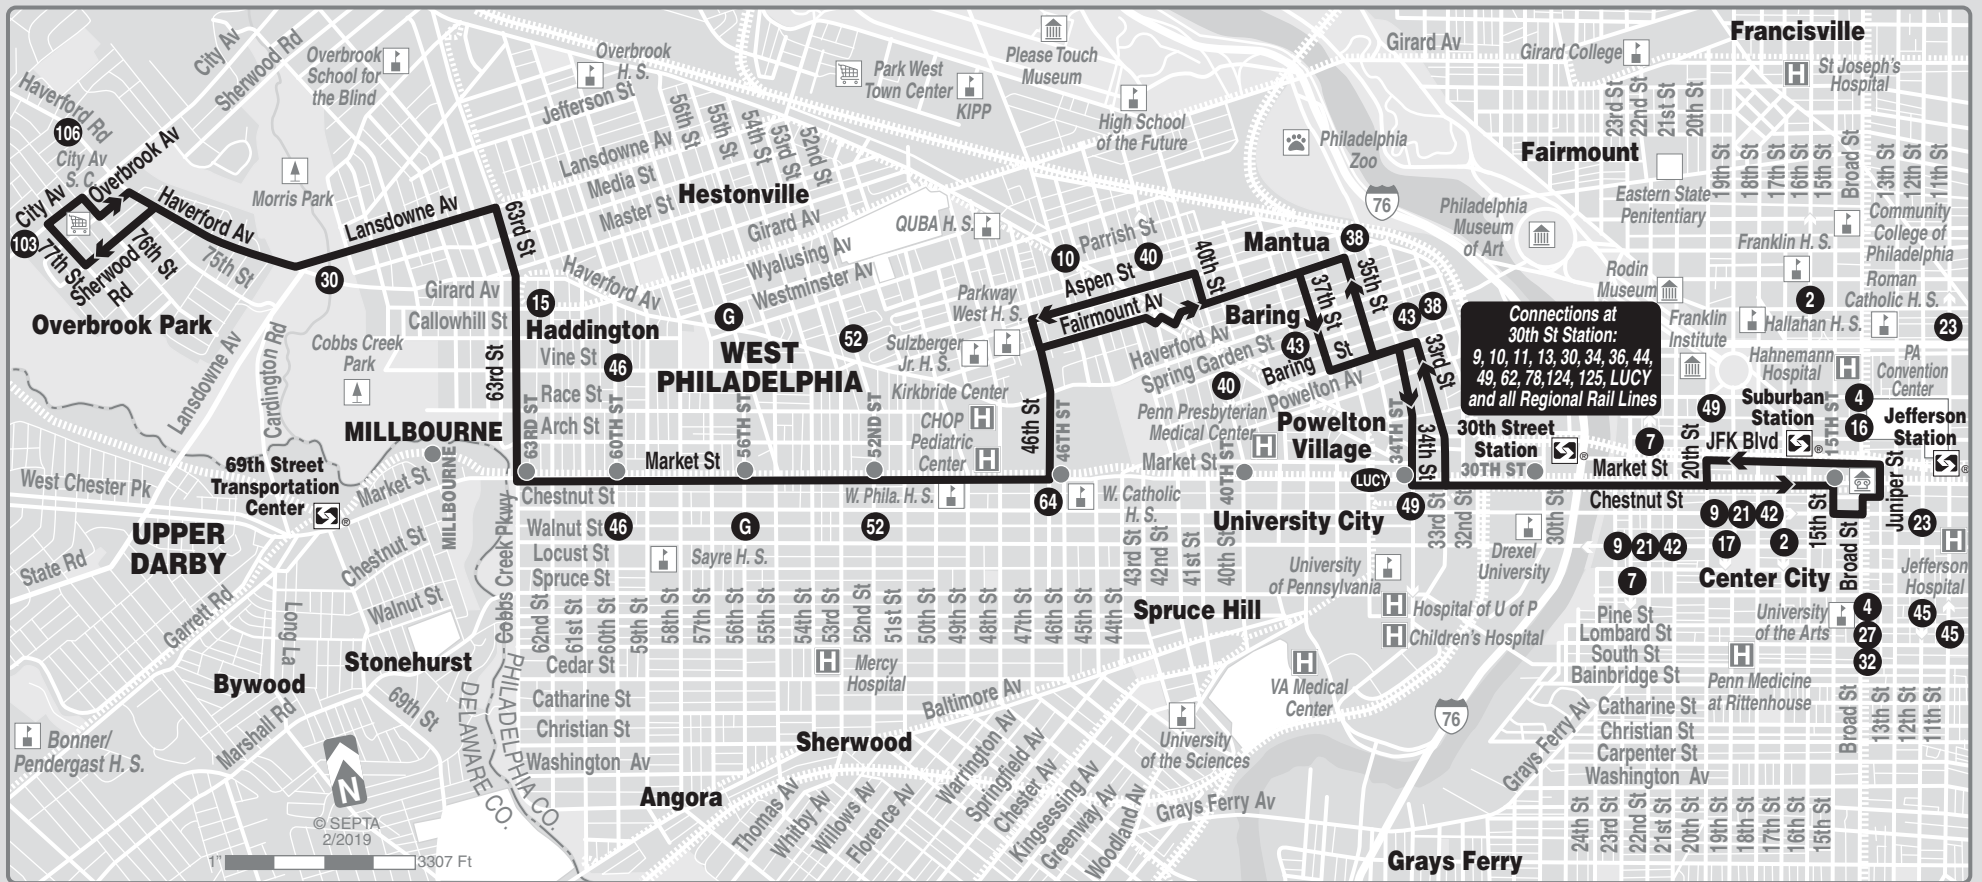 City Av
Sherwood Rd
Haverford Rd
106
City Av
S. C.
Overbrook
School for
the Blind
Overbrook
H. S.
Jefferson St
Park West
Town Center
KIPP
Please Touch
Museum
High School
of the Future
Girard Av
Girard College
Francisville
St Joseph's
Hospital
Philadelphia
Zoo
Fairmount
23rd St
22nd St
21st St
20th St
19th St
18th St
17th St
16th St
15th St
Broad St
13th St
12th St
11th St
Eastern State
Penitentiary
76
Philadelphia
Museum
of Art
Community
College of
Philadelphia
Franklin H. S.
Roman
Catholic H. S.
Rodin
Museum
2
Hallahan H. S.
23
Franklin
Institute
Hahnemann
Hospital
PA
Convention
Center
City Av
Overbrook Av
103
77th St
Sherwood
Rd
76th St
Haverford Av
75th St
Morris Park
Lansdowne Av
63rd St
30
Overbrook Park
Lansdowne Av
Cardington Rd
Cobbs Creek
Park
56th St
55th St
54th St
53rd St
52nd St
Lansdowne Av
Media St
Master St
Hestonville
Girard Av
Wyalusing Av
Westminster Av
Haverford Av
QUBA H. S.
Girard Av
Callowhill St
15
Haddington
Vine St
46
Race St
Arch St
63rd St
G
WEST
PHILADELPHIA
52
Parkway
West H. S.
Sulzberger
Jr. H. S.
Kirkbride Center
CHOP
Pediatric
Center
10
Parrish St
Aspen St
40
40th St
Fairmount Av
Mantua
38
35th St
37th St
Baring
43
38
Haverford Av
Spring Garden St
43
Baring
St
40
Powelton Av
33rd St
Penn Presbyterian
Medical Center
Powelton
Village
Connections at
30th St Station:
9, 10, 11, 13, 30, 34, 36, 44,
49, 62, 78,124, 125, LUCY
and all Regional Rail Lines
30th Street
Station
30TH ST
7
Market St
49
20th St
Suburban
Station
JFK Blvd
15TH ST
4
16
Jefferson
Station
Juniper St
MILLBOURNE
MILLBOURNE
69th Street
Transportation
Center
Market St
West Chester Pk
63RD ST
60TH ST
56TH ST
52ND ST
Market St
46th St
46TH ST
Market St
40TH ST
34TH ST
34th St
LUCY
49
Chestnut St
W. Phila. H. S.
64
W. Catholic
H. S.
University City
33rd St
32nd St
30th St
Chestnut St
9
21
42
17
2
15th St
Broad St
23
Jefferson
Hospital
45
45
UPPER
DARBY
State Rd
Garrett Rd
Chestnut St
Walnut St
Cobbs Creek Pkwy
Walnut St
46
G
52
Locust St
Spruce St
Sayre H. S.
62nd St
61st St
60th St
59th St
58th St
57th St
56th St
55th St
54th St
53rd St
52nd St
51st St
50th St
49th St
48th St
47th St
46th St
45th St
44th St
43rd St
42nd St
41st St
40th St
Spruce Hill
University
of Pennsylvania
Drexel
University
Hospital of U of P
Children's Hospital
9
21
42
7
Center City
Pine St
Lombard St
South St
Bainbridge St
University
of the Arts
4
27
32
Penn Medicine
at Rittenhouse
Long La
Stonehurst
Bywood
69th St
Marshall Rd
Bonner/
Pendergast H. S.
DELAWARE CO.
PHILADELPHIA CO.
Cedar St
Catharine St
Christian St
Washington Av
Mercy
Hospital
Baltimore Av
Sherwood
Angora
Thomas Av
Whitby Av
Willows Av
Florence Av
Warrington Av
Springfield Av
Chester Av
Kingsessing Av
Greenway Av
Woodland Av
University
of the Sciences
VA Medical
Center
76
Grays Ferry Av
Grays Ferry Av
Grays Ferry
Catharine St
Christian St
Carpenter St
Washington Av
24th St
23rd St
22nd St
21st St
20th St
19th St
18th St
17th St
16th St
15th St
Broad St
13th St
12th St
11th St
N
© SEPTA
2/2019
1"
3307 Ft